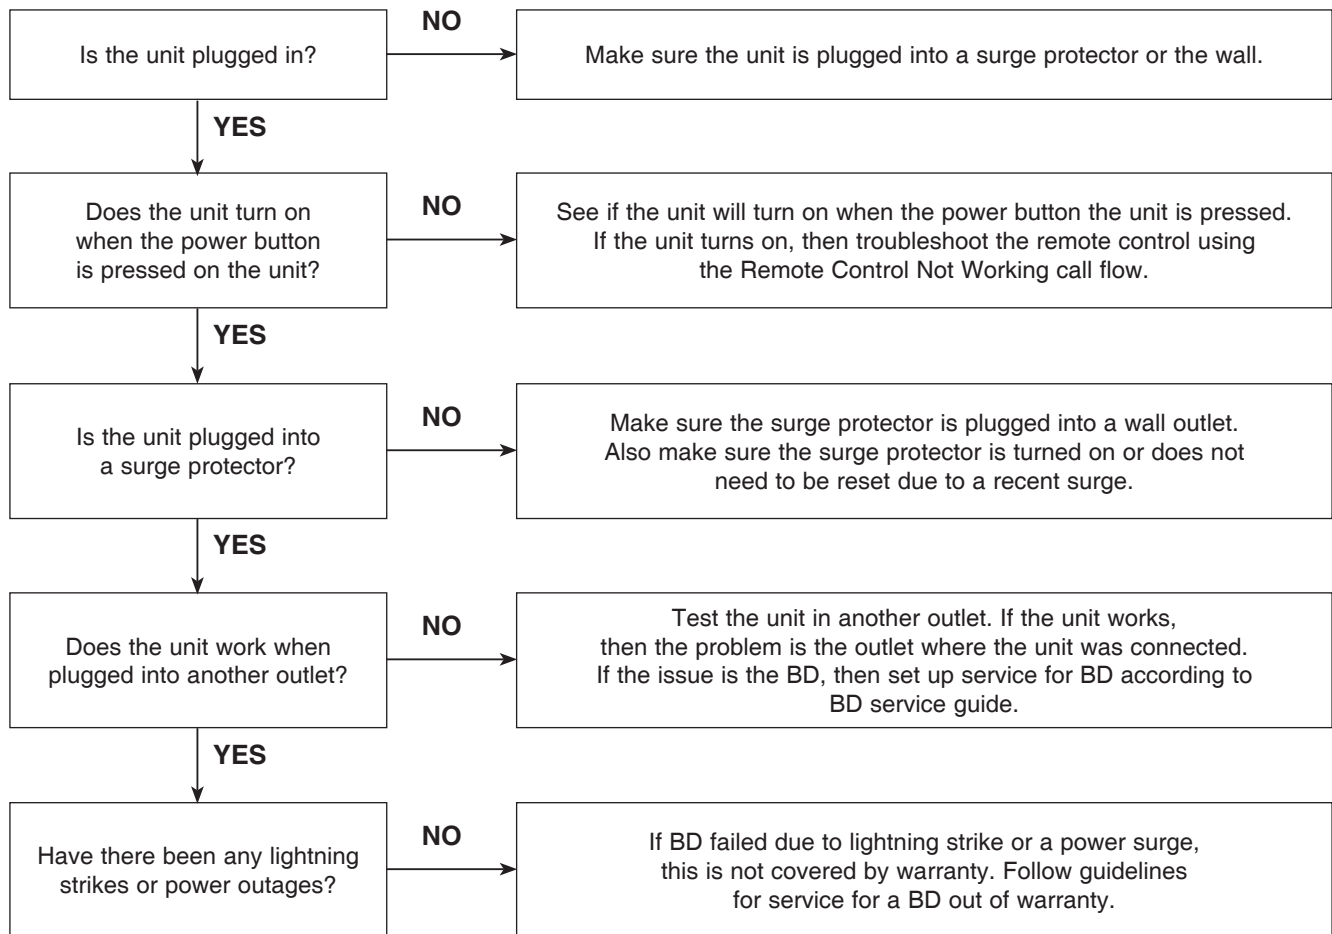 Is the unit plugged in?
NO
Make sure the unit is plugged into a surge protector or the wall.
YES
Does the unit turn on
when the power button
is pressed on the unit?
NO
See if the unit will turn on when the power button the unit is pressed.
If the unit turns on, then troubleshoot the remote control using
the Remote Control Not Working call flow.
YES
Is the unit plugged into
a surge protector?
NO
Make sure the surge protector is plugged into a wall outlet.
Also make sure the surge protector is turned on or does not
need to be reset due to a recent surge.
YES
Does the unit work when
plugged into another outlet?
NO
Test the unit in another outlet. If the unit works,
then the problem is the outlet where the unit was connected.
If the issue is the BD, then set up service for BD according to
BD service guide.
YES
Have there been any lightning
strikes or power outages?
NO
If BD failed due to lightning strike or a power surge,
this is not covered by warranty. Follow guidelines
for service for a BD out of warranty.